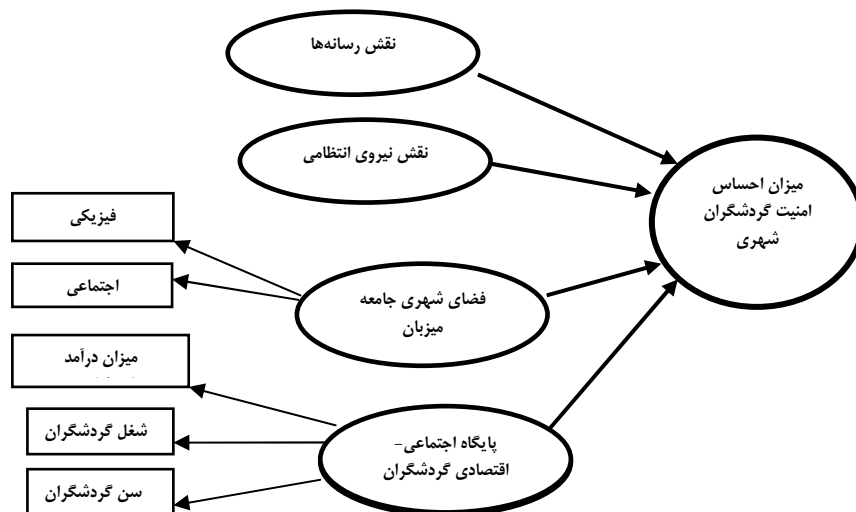 نقش رسانه‌ها
نقش نیروی انتظامی
میزان احساس
امنیت گردشگران
شهری
فیزیکی
اجتماعی
فضای شهری جامعه
میزبان
میزان درآمد
شغل گردشگران
سن گردشگران
پایگاه اجتماعی-
اقتصادی گردشگران